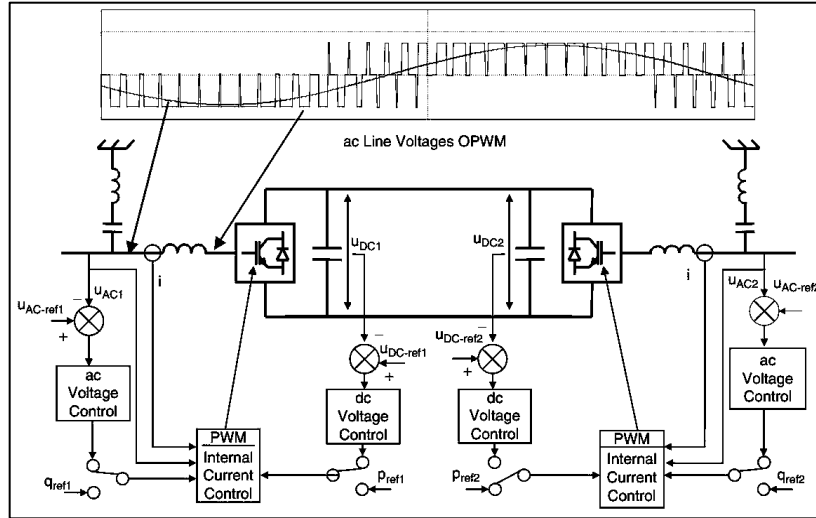 ac Line Voltages OPWM
u_DC1
u_DC2
i
i
u_AC1
u_AC2
u_AC-ref1
u_AC-ref2
−
+
−
u_DC-ref1
+
−
u_DC-ref2
+
ac
Voltage
Control
dc
Voltage
Control
dc
Voltage
Control
ac
Voltage
Control
PWM
Internal
Current
Control
PWM
Internal
Current
Control
q_ref1
p_ref1
p_ref2
q_ref2